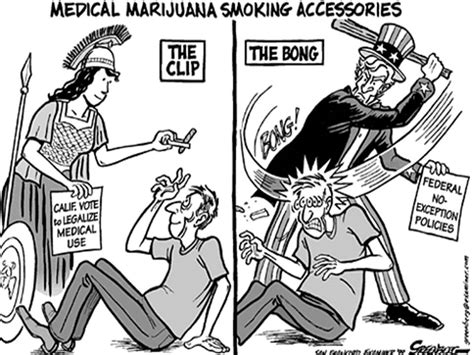 MEDICAL MARIJUANA SMOKING ACCESSORIES
THE
CLIP
CALIF. VOTE
to LEGALIZE
MEDICAL
USE
THE BONG
BONG!
FEDERAL
NO-
EXCEPTION
POLICIES
SAN FRANCISCO EXAMINER